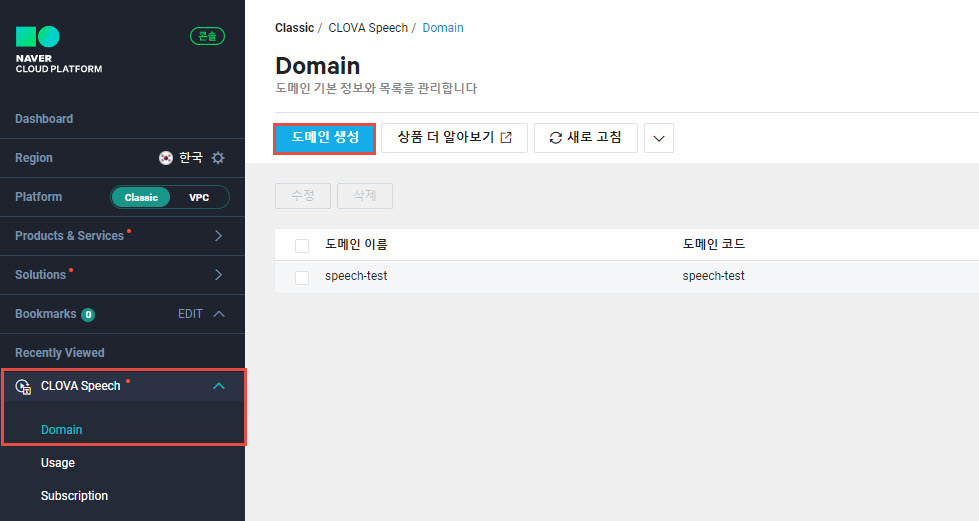 콘솔
NAVER
CLOUD PLATFORM
Dashboard
Region 한국
Platform Classic VPC
Products & Services
Solutions
Bookmarks 0 EDIT
Recently Viewed
CLOVA Speech
Domain
Usage
Subscription
Classic / CLOVA Speech / Domain
Domain
도메인 기본 정보와 목록을 관리합니다
도메인 생성 상품 더 알아보기 새로 고침
수정 삭제
도메인 이름 도메인 코드
speech-test speech-test